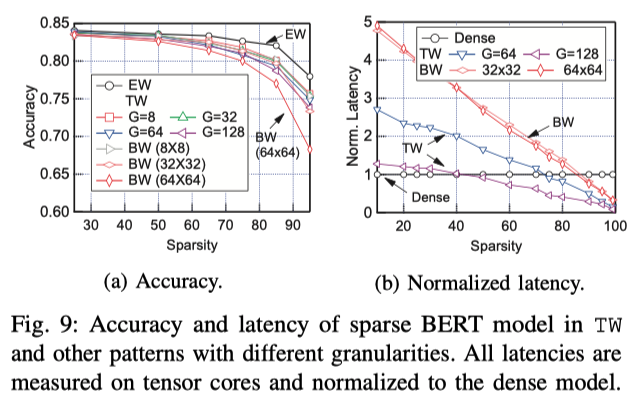 0.85
0.80
0.75
0.70
0.65
0.60
Accuracy
EW
EW
TW
G=8 G=32
G=64 G=128
BW (8X8)
BW (32X32)
BW (64X64)
BW
(64x64)
30 40 50 60 70 80 90
Sparsity
(a) Accuracy.
5
4
3
2
1
0
Norm. Latency
Dense
TW G=64 G=128
BW 32x32 64x64
BW
TW
Dense
20 40 60 80 100
Sparsity
(b) Normalized latency.
Fig. 9: Accuracy and latency of sparse BERT model in TW
and other patterns with different granularities. All latencies are
measured on tensor cores and normalized to the dense model.